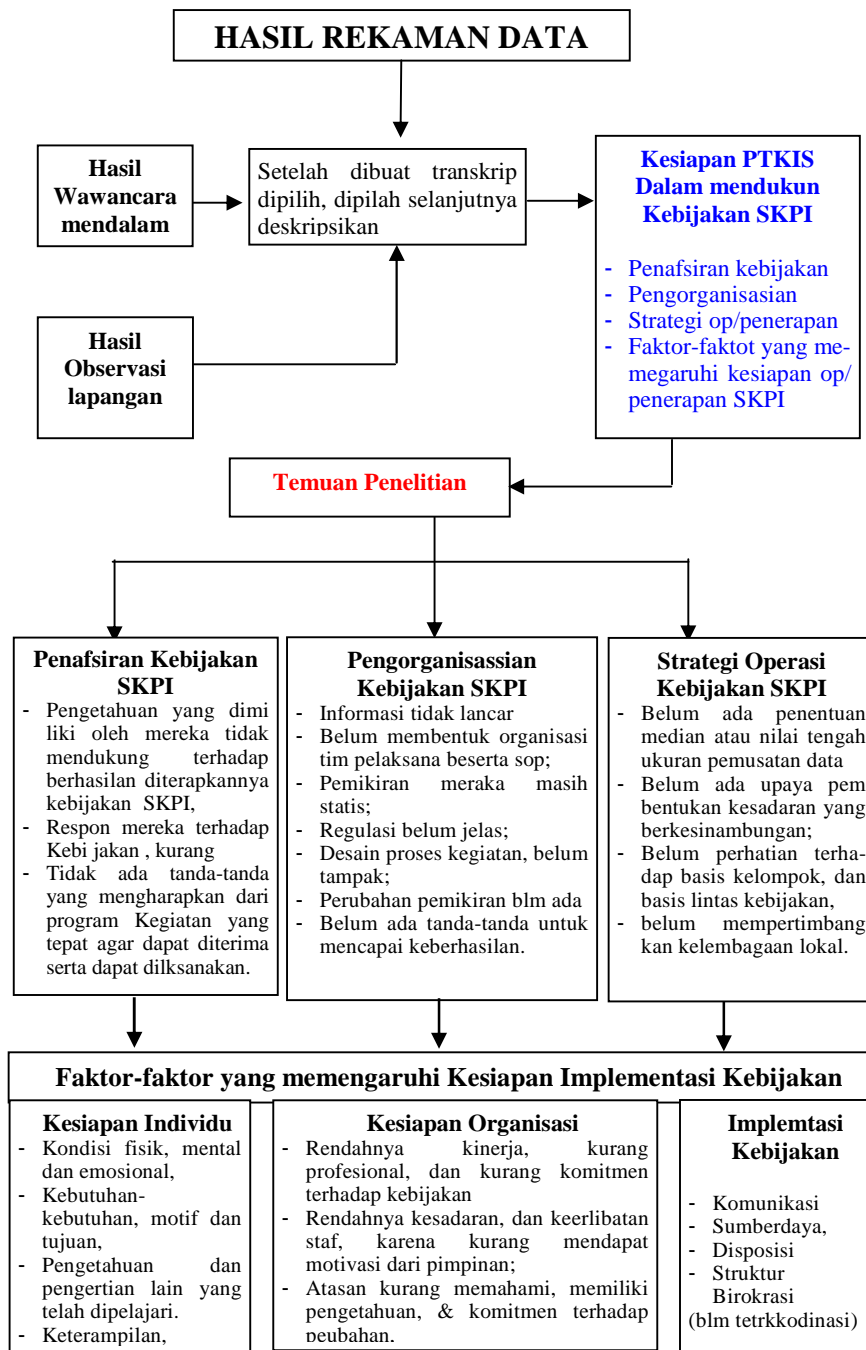 HASIL REKAMAN DATA
Hasil
Wawancara
mendalam
Setelah dibuat transkrip
dipilih, dipilah selanjutnya
deskripsikan
Kesiapan PTKIS
Dalam mendukun
Kebijakan SKPI
- Penafsiran kebijakan
- Pengorganisasian
- Strategi op/penerapan
- Faktor-faktot yang me-
megaruhi kesiapan op/
penerapan SKPI
Hasil
Observasi
lapangan
Temuan Penelitian
Penafsiran Kebijakan
SKPI
- Pengetahuan yang dimi
liki oleh mereka tidak
mendukung terhadap
berhasilan diterapkannya
kebijakan SKPI,
- Respon mereka terhadap
Kebi jakan , kurang
- Tidak ada tanda-tanda
yang mengharapkan dari
program Kegiatan yang
tepat agar dapat diterima
serta dapat dilksanakan.
Pengorganisassian
Kebijakan SKPI
- Informasi tidak lancar
- Belum membentuk organisasi
tim pelaksana beserta sop;
- Pemikiran meraka masih
statis;
- Regulasi belum jelas;
- Desain proses kegiatan, belum
tampak;
- Perubahan pemikiran blm ada
- Belum ada tanda-tanda untuk
mencapai keberhasilan.
Strategi Operasi
Kebijakan SKPI
- Belum ada penentuan
median atau nilai tengah
ukuran pemusatan data
- Belum ada upaya pem
bentukan kesadaran yang
berkesinambungan;
- Belum perhatian terha-
dap basis kelompok, dan
basis lintas kebijakan,
- belum mempertimbang
kan kelembagaan lokal.
Faktor-faktor yang memengaruhi Kesiapan Implementasi Kebijakan
Kesiapan Individu
- Kondisi fisik, mental
dan emosional,
- Kebutuhan-
kebutuhan, motif dan
tujuan,
- Pengetahuan dan
pengertian lain yang
telah dipelajari.
- Keterampilan,
Kesiapan Organisasi
- Rendahnya kinerja, kurang
profesional, dan kurang komitmen
terhadap kebijakan
- Rendahnya kesadaran, dan keerlibatan
staf, karena kurang mendapat
motivasi dari pimpinan;
- Atasan kurang memahami, memiliki
pengetahuan, & komitmen terhadap
peubahan.
Implemtasi
Kebijakan
- Komunikasi
- Sumberdaya,
- Disposisi
- Struktur
Birokrasi
(blm tetrkkodinasi)